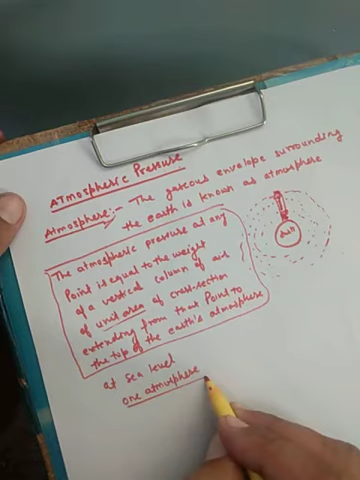 Atmospheric Pressure
Atmosphere:- The gaseous envelope surrounding
the earth is known as atmosphere
The atmospheric pressure at any
Point is equal to the weight
of a vertical column of air
of unit area of cross-section
extending from that Point to
the top of the earth's atmosphere
at sea level
one atmosphere